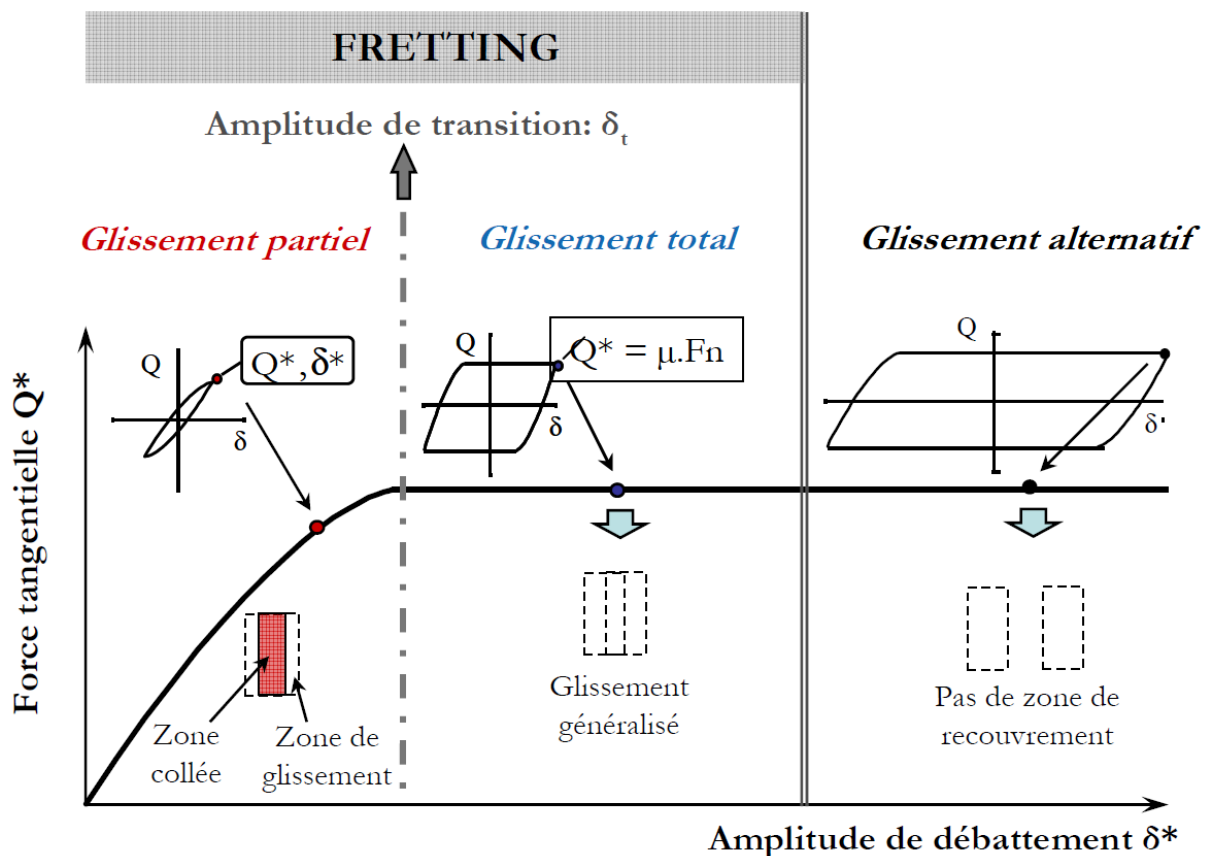 FRETTING
Amplitude de transition: δt
Glissement partiel
Glissement total
Glissement alternatif
Q
Q*,δ*
δ
Q
Q* = μ.Fn
δ
Q
δ
Force tangentielle Q*
Zone
collée
Zone de
glissement
Glissement
généralisé
Pas de zone de
recouvrement
Amplitude de débattement δ*